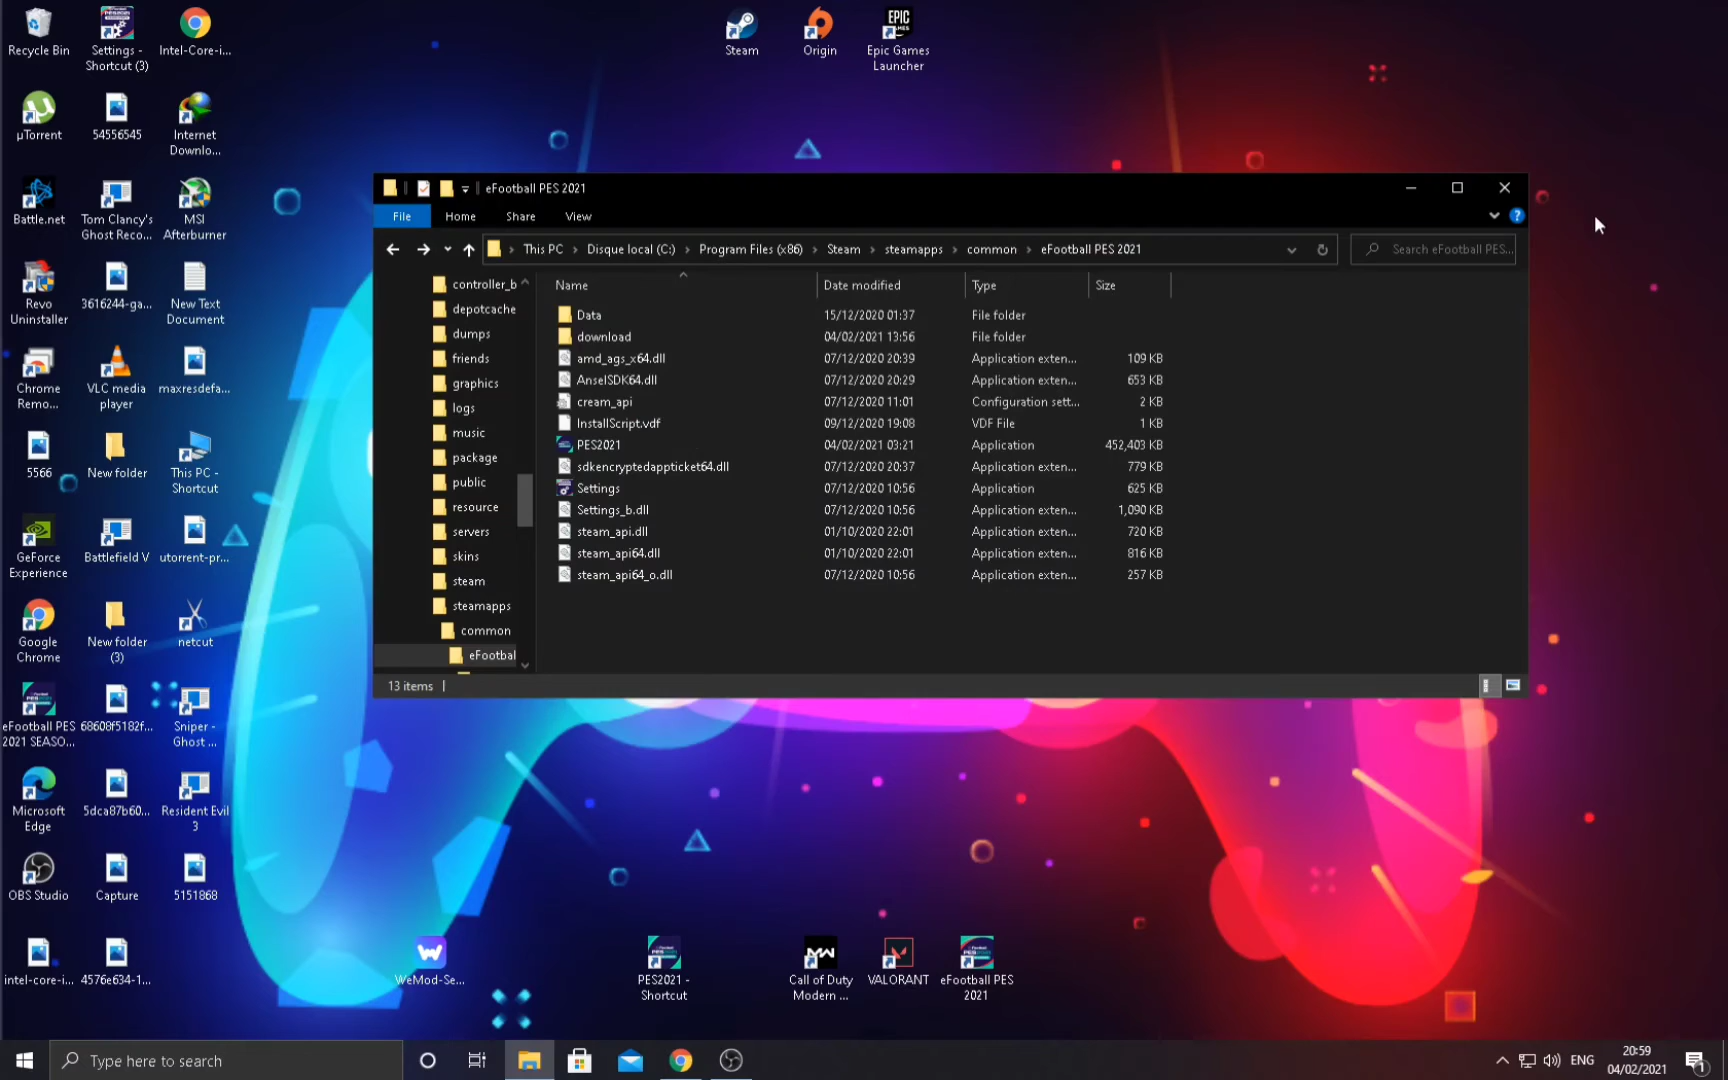 Recycle Bin
Settings -
Shortcut (3)
Intel-Core-i...
Steam
Origin
EPIC
GAMES
Epic Games
Launcher
µTorrent
54556545
Internet
Downlo...
Battle.net
Tom Clancy's
Ghost Reco...
MSI
Afterburner
Revo
Uninstaller
3616244-ga...
New Text
Document
Chrome
Remo...
VLC media
player
maxresdefa...
5566
New folder
This PC -
Shortcut
GeForce
Experience
Battlefield V
utorrent-pr...
Google
Chrome
New folder
(3)
netcut
eFootball PES
2021 SEASO...
68608f5182f...
Sniper -
Ghost ...
Microsoft
Edge
5dca87b60...
Resident Evil
3
OBS Studio
Capture
5151868
intel-core-i...
4576e634-1...
WeMod-Se...
PES2021 -
Shortcut
Call of Duty
Modern ...
VALORANT
eFootball PES
2021
eFootball PES 2021
File Home Share View
This PC > Disque local (C:) > Program Files (x86) > Steam > steamapps > common > eFootball PES 2021
Search eFootball PES...
controller_b
depotcache
dumps
friends
graphics
logs
music
package
public
resource
servers
skins
steam
steamapps
common
eFootbal
Name Date modified Type Size
Data 15/12/2020 01:37 File folder
download 04/02/2021 13:56 File folder
amd_ags_x64.dll 07/12/2020 20:39 Application exten... 109 KB
AnselSDK64.dll 07/12/2020 20:29 Application exten... 653 KB
cream_api 07/12/2020 11:01 Configuration sett... 2 KB
InstallScript.vdf 09/12/2020 19:08 VDF File 1 KB
PES2021 04/02/2021 03:21 Application 452,403 KB
sdkencryptedappticket64.dll 07/12/2020 20:37 Application exten... 779 KB
Settings 07/12/2020 10:56 Application 625 KB
Settings_b.dll 07/12/2020 10:56 Application exten... 1,090 KB
steam_api.dll 01/10/2020 22:01 Application exten... 720 KB
steam_api64.dll 01/10/2020 22:01 Application exten... 816 KB
steam_api64_o.dll 07/12/2020 10:56 Application exten... 257 KB
13 items
Type here to search
ENG
20:59
04/02/2021
1